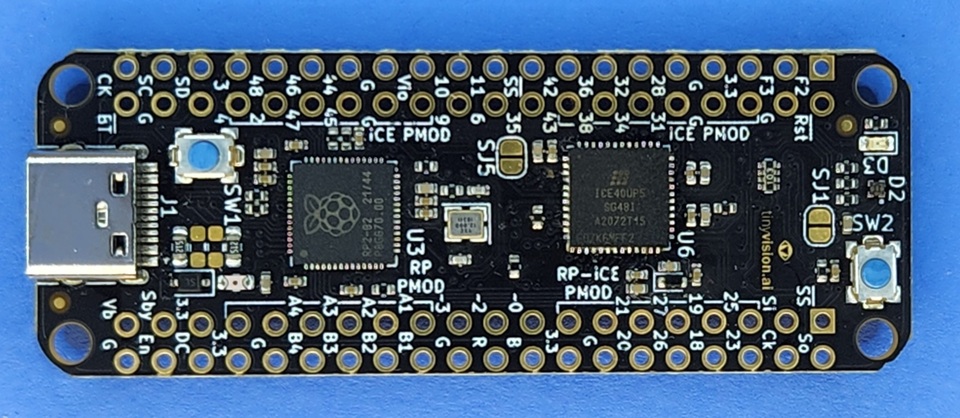 CK SC SD 3 48 46 44 G Vio 10 11 SS 42 36 32 28 G 3.3 F3 F2
BT G G 4 2 47 45 G G 9 6 35 43 38 34 31 G G Rst
ICE PMOD
ICE PMOD
J1
SW1
RP2-B2 21/44
P6G870.00
U3
SJ5
ICE40UP5
SG48I
A2072T45
U6
tinyvision.ai
SJ1
D3
D2
SW2
RP
PMOD
RP-ICE
PMOD
Vb Sby 3.3 3.3 A4 A3 A2 A1 -3 -2 -0 3.3 21 27 19 25 Si SS
G En DC B4 B3 B2 B1 G R B G 20 26 18 23 Ck So